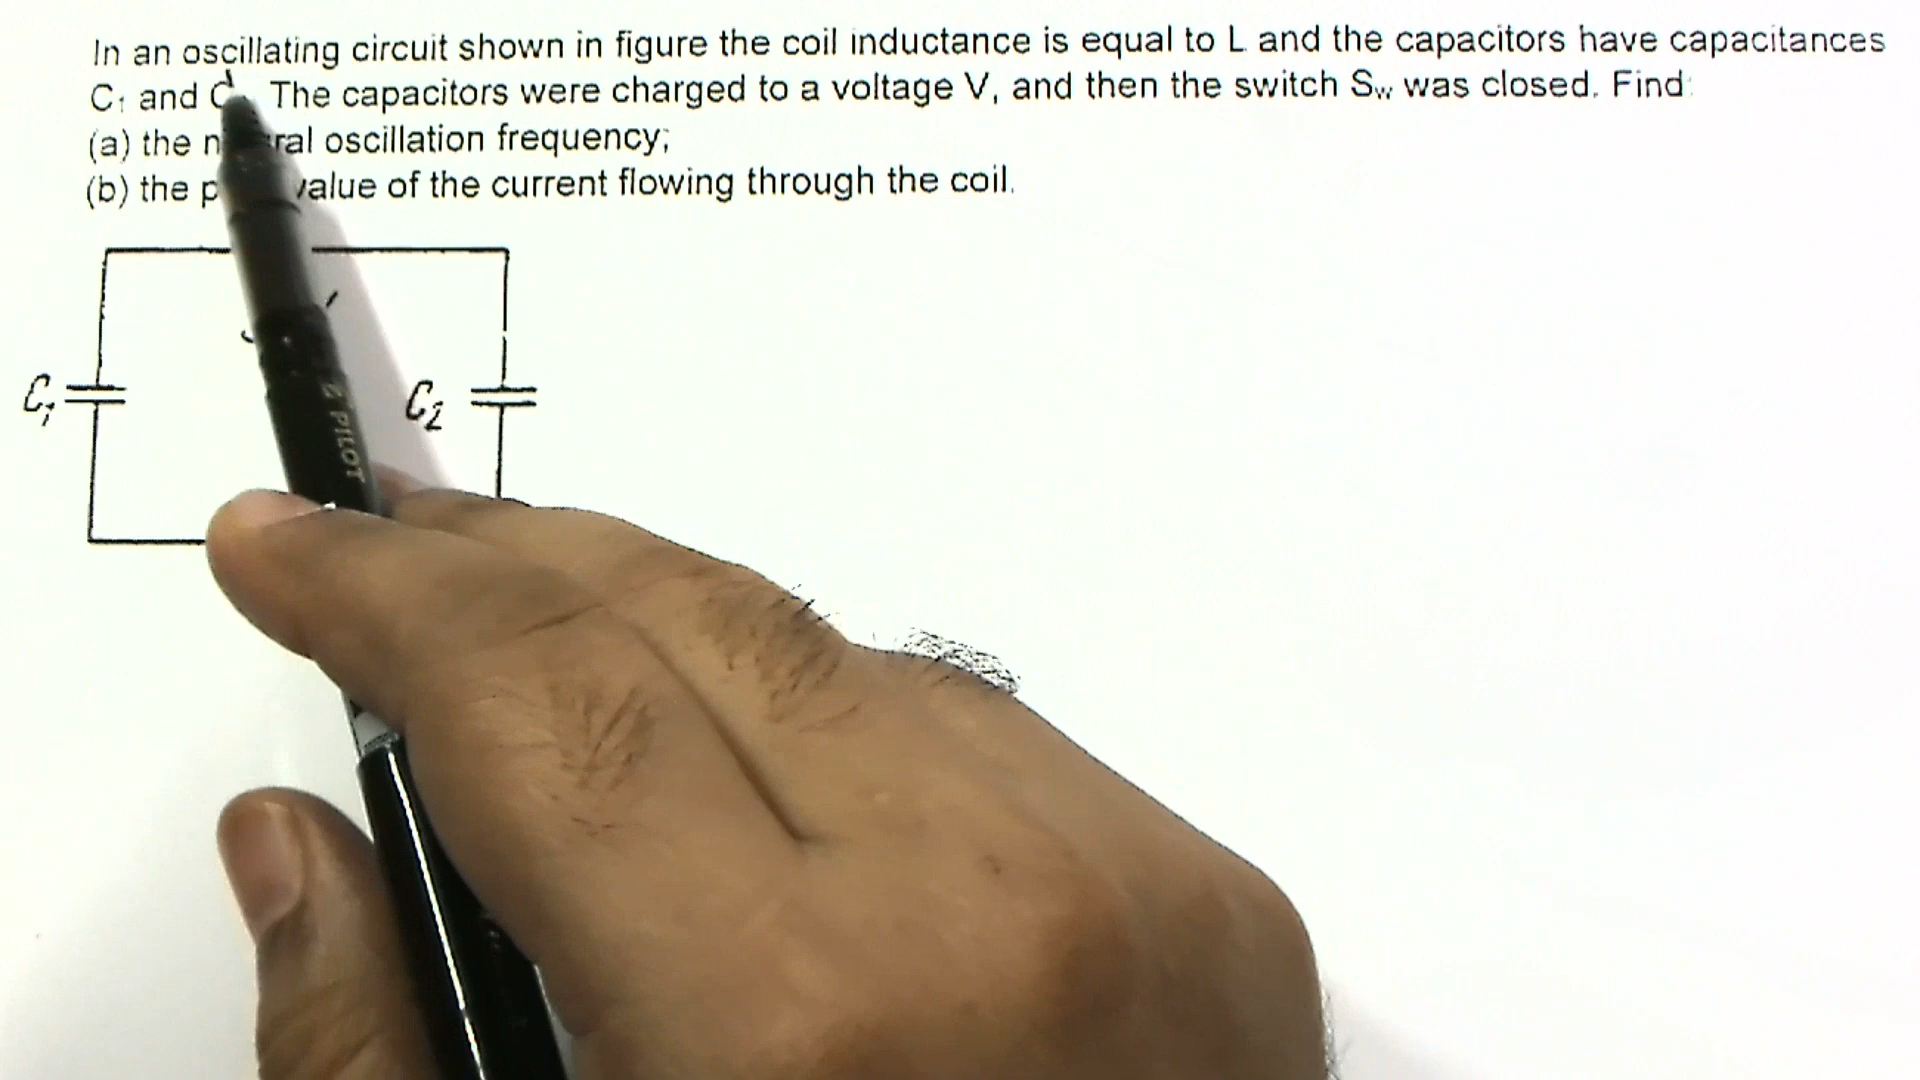 In an oscillating circuit shown in figure the coil inductance is equal to L and the capacitors have capacitances
C₁ and C The capacitors were charged to a voltage V, and then the switch Sw was closed. Find:
(a) the oscillation frequency;
(b) the value of the current flowing through the coil.
C₁
C₂
PILOT